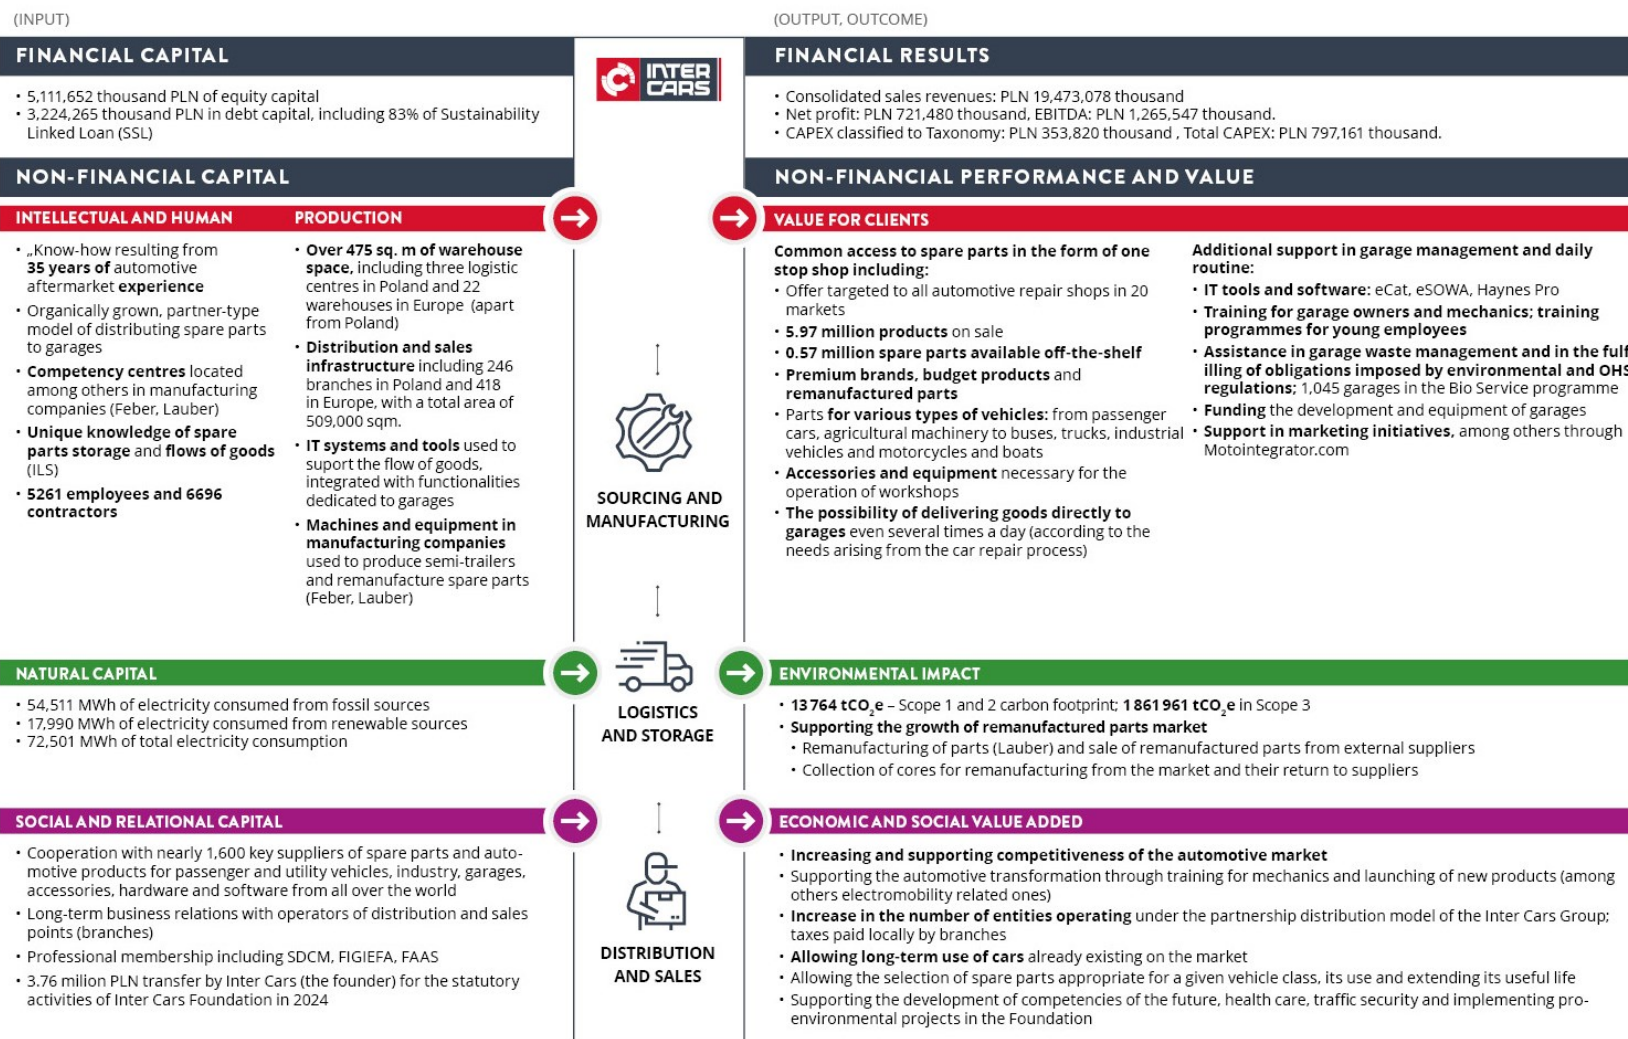 (INPUT)
FINANCIAL CAPITAL
• 5,111,652 thousand PLN of equity capital
• 3,224,265 thousand PLN in debt capital, including 83% of Sustainability
Linked Loan (SSL)
NON-FINANCIAL CAPITAL
INTELLECTUAL AND HUMAN
• „Know-how resulting from
35 years of automotive
aftermarket experience
• Organically grown, partner-type
model of distributing spare parts
to garages
• Competency centres located
among others in manufacturing
companies (Feber, Lauber)
• Unique knowledge of spare
parts storage and flows of goods
(ILS)
• 5261 employees and 6696
contractors
PRODUCTION
• Over 475 sq. m of warehouse
space, including three logistic
centres in Poland and 22
warehouses in Europe (apart
from Poland)
• Distribution and sales
infrastructure including 246
branches in Poland and 418
in Europe, with a total area of
509,000 sqm.
• IT systems and tools used to
suport the flow of goods,
integrated with functionalities
dedicated to garages
• Machines and equipment in
manufacturing companies
used to produce semi-trailers
and remanufacture spare parts
(Feber, Lauber)
NATURAL CAPITAL
• 54,511 MWh of electricity consumed from fossil sources
• 17,990 MWh of electricity consumed from renewable sources
• 72,501 MWh of total electricity consumption
SOCIAL AND RELATIONAL CAPITAL
• Cooperation with nearly 1,600 key suppliers of spare parts and auto-
motive products for passenger and utility vehicles, industry, garages,
accessories, hardware and software from all over the world
• Long-term business relations with operators of distribution and sales
points (branches)
• Professional membership including SDCM, FIGIEFA, FAAS
• 3.76 milion PLN transfer by Inter Cars (the founder) for the statutory
activities of Inter Cars Foundation in 2024
INTER
CARS
SOURCING AND
MANUFACTURING
LOGISTICS
AND STORAGE
DISTRIBUTION
AND SALES
(OUTPUT, OUTCOME)
FINANCIAL RESULTS
• Consolidated sales revenues: PLN 19,473,078 thousand
• Net profit: PLN 721,480 thousand, EBITDA: PLN 1,265,547 thousand.
• CAPEX classified to Taxonomy: PLN 353,820 thousand , Total CAPEX: PLN 797,161 thousand.
NON-FINANCIAL PERFORMANCE AND VALUE
VALUE FOR CLIENTS
Common access to spare parts in the form of one
stop shop including:
• Offer targeted to all automotive repair shops in 20
markets
• 5.97 million products on sale
• 0.57 million spare parts available off-the-shelf
• Premium brands, budget products and
remanufactured parts
• Parts for various types of vehicles: from passenger
cars, agricultural machinery to buses, trucks, industrial
vehicles and motorcycles and boats
• Accessories and equipment necessary for the
operation of workshops
• The possibility of delivering goods directly to
garages even several times a day (according to the
needs arising from the car repair process)
Additional support in garage management and daily
routine:
• IT tools and software: eCat, eSOWA, Haynes Pro
• Training for garage owners and mechanics; training
programmes for young employees
• Assistance in garage waste management and in the fulf
illing of obligations imposed by environmental and OHS
regulations; 1,045 garages in the Bio Service programme
• Funding the development and equipment of garages
• Support in marketing initiatives, among others through
Motointegrator.com
ENVIRONMENTAL IMPACT
• 13 764 tCO₂e – Scope 1 and 2 carbon footprint; 1 861 961 tCO₂e in Scope 3
• Supporting the growth of remanufactured parts market
• Remanufacturing of parts (Lauber) and sale of remanufactured parts from external suppliers
• Collection of cores for remanufacturing from the market and their return to suppliers
ECONOMIC AND SOCIAL VALUE ADDED
• Increasing and supporting competitiveness of the automotive market
• Supporting the automotive transformation through training for mechanics and launching of new products (among
others electromobility related ones)
• Increase in the number of entities operating under the partnership distribution model of the Inter Cars Group;
taxes paid locally by branches
• Allowing long-term use of cars already existing on the market
• Allowing the selection of spare parts appropriate for a given vehicle class, its use and extending its useful life
• Supporting the development of competencies of the future, health care, traffic security and implementing pro-
environmental projects in the Foundation